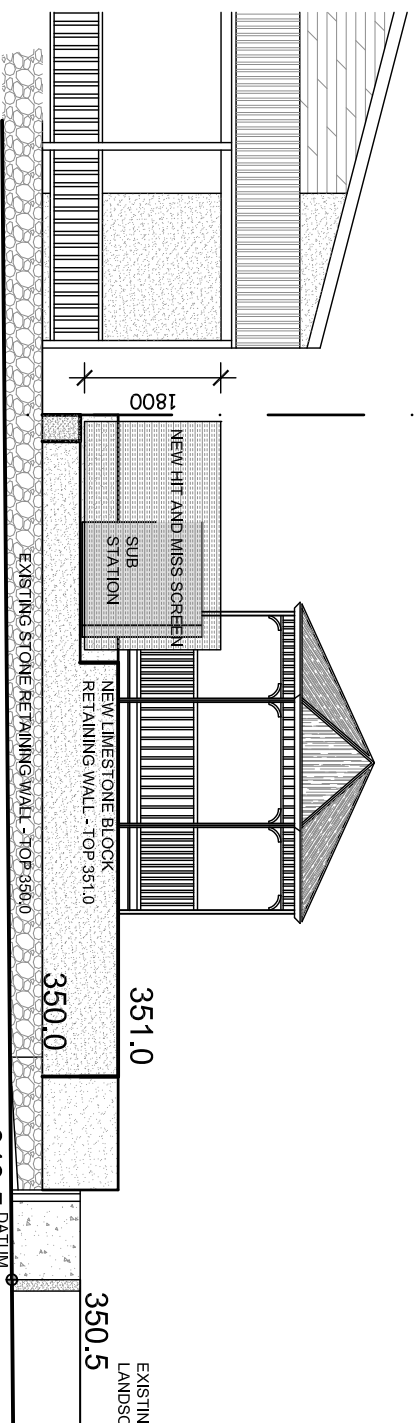 1800
NEW HIT AND MISS SCREEN
SUB
STATION
NEW LIMESTONE BLOCK
RETAINING WALL - TOP 351.0
EXISTING STONE RETAINING WALL - TOP 350.0
351.0
350.0
350.5
DATUM